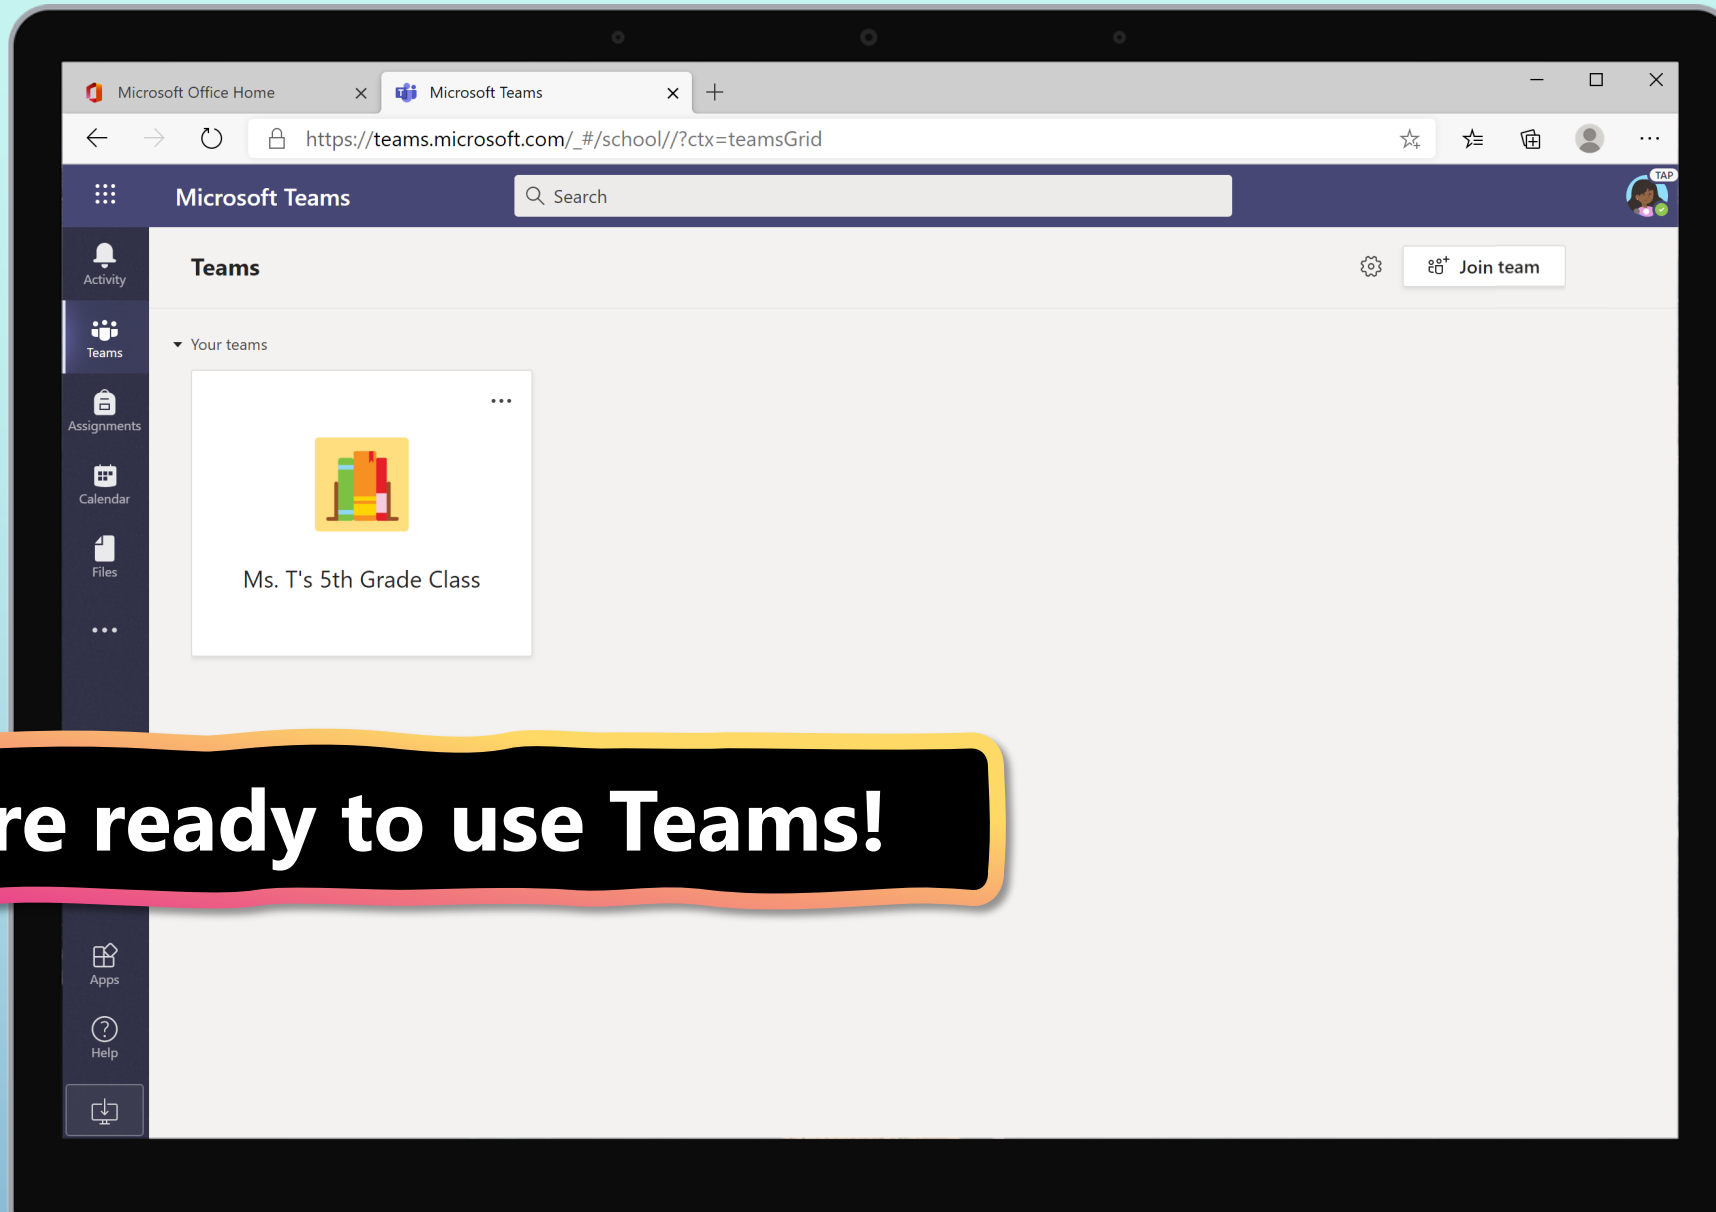 Microsoft Office Home
Microsoft Teams
https://teams.microsoft.com/_#/school//?ctx=teamsGrid
Microsoft Teams
Search
TAP
Activity
Teams
Join team
Teams
Your teams
Assignments
Calendar
Files
Ms. T's 5th Grade Class
re ready to use Teams!
Apps
Help